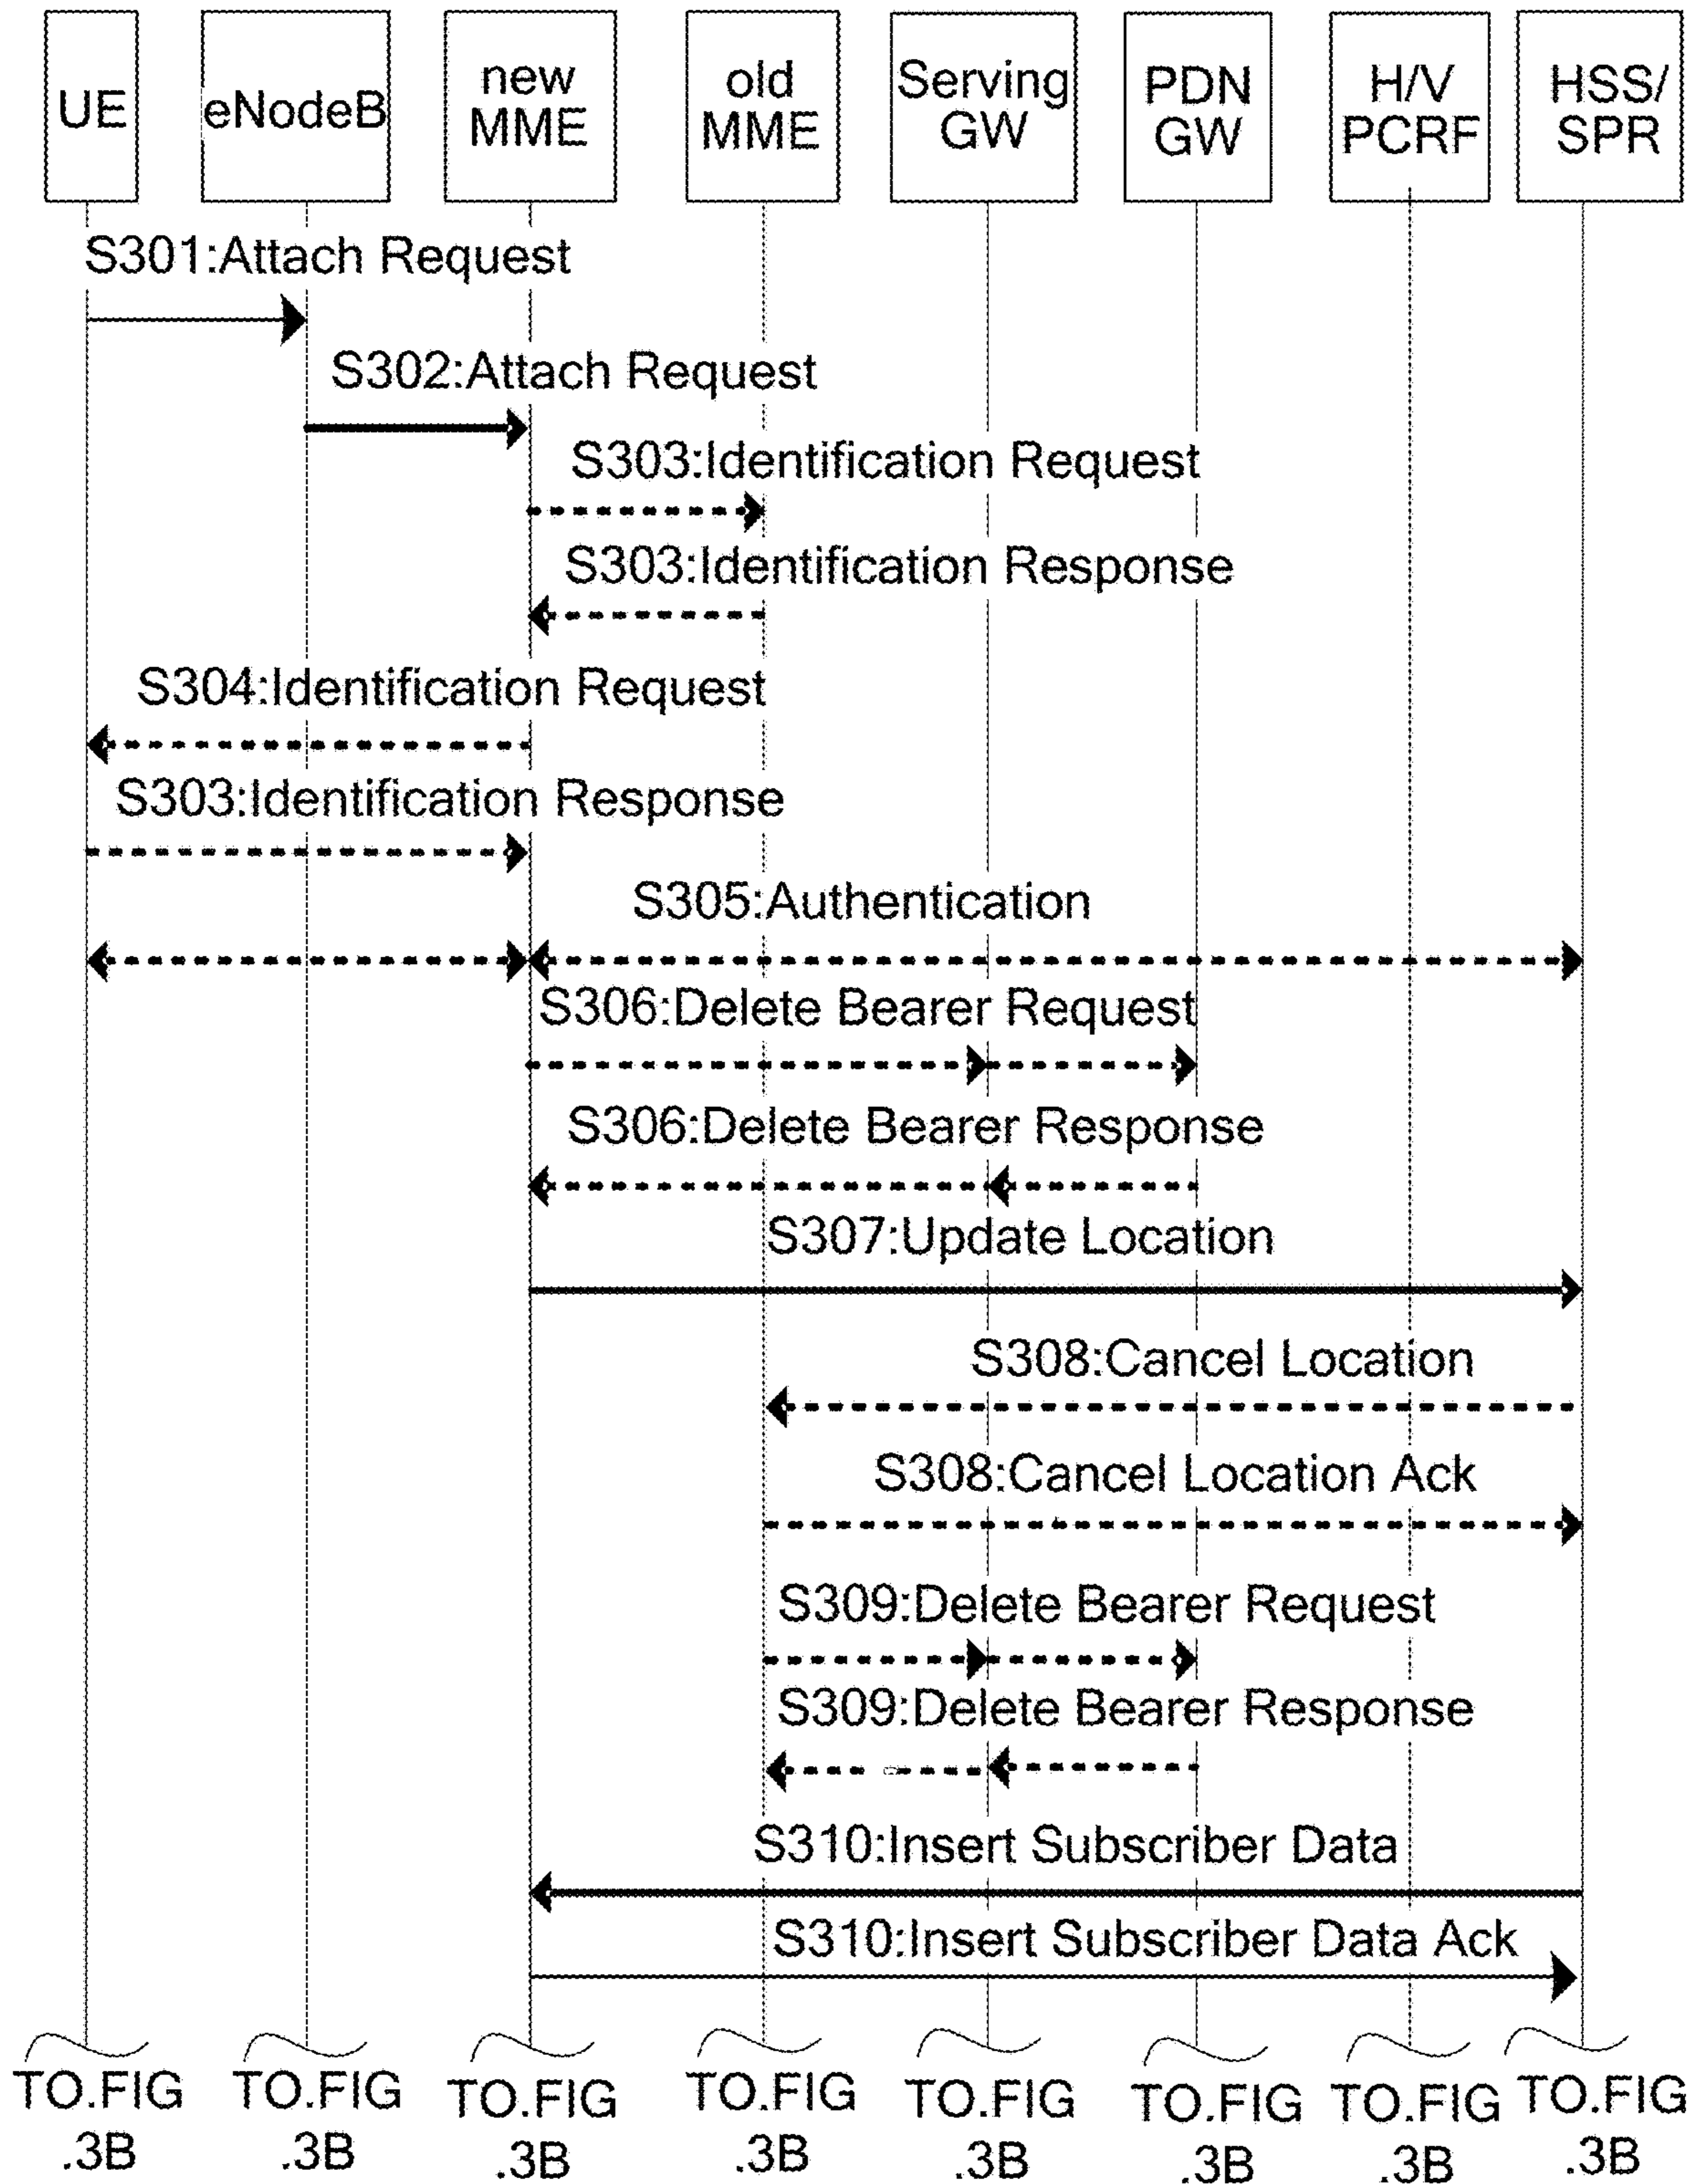 UE
eNodeB
new
MME
old
MME
Serving
GW
PDN
GW
H/V
PCRF
HSS/
SPR
S301:Attach Request
S302:Attach Request
S303:Identification Request
S303:Identification Response
S304:Identification Request
S303:Identification Response
S305:Authentication
S306:Delete Bearer Request
S306:Delete Bearer Response
S307:Update Location
S308:Cancel Location
S308:Cancel Location Ack
S309:Delete Bearer Request
S309:Delete Bearer Response
S310:Insert Subscriber Data
S310:Insert Subscriber Data Ack
TO.FIG
.3B
TO.FIG
.3B
TO.FIG
.3B
TO.FIG
.3B
TO.FIG
.3B
TO.FIG
.3B
TO.FIG
.3B
TO.FIG
.3B